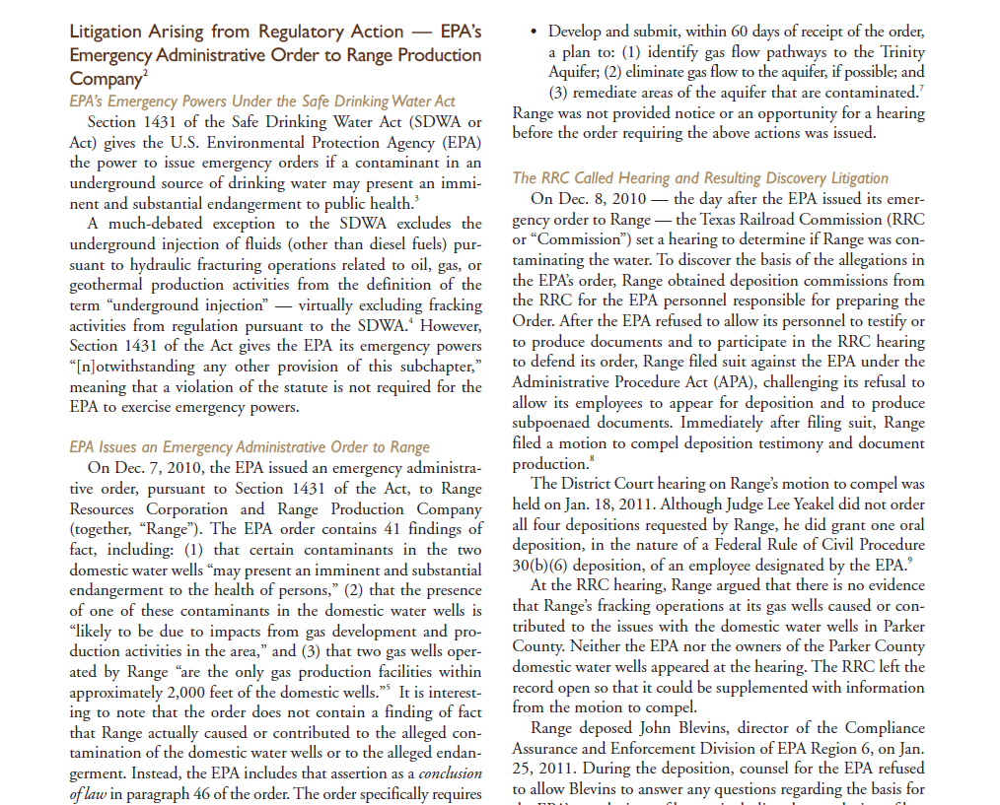 Litigation Arising from Regulatory Action — EPA's
Emergency Administrative Order to Range Production
Company2
EPA's Emergency Powers Under the Safe Drinking Water Act
Section 1431 of the Safe Drinking Water Act (SDWA or
Act) gives the U.S. Environmental Protection Agency (EPA)
the power to issue emergency orders if a contaminant in an
underground source of drinking water may present an immi-
nent and substantial endangerment to public health.3
A much-debated exception to the SDWA excludes the
underground injection of fluids (other than diesel fuels) pur-
suant to hydraulic fracturing operations related to oil, gas, or
geothermal production activities from the definition of the
term “underground injection” — virtually excluding fracking
activities from regulation pursuant to the SDWA.4 However,
Section 1431 of the Act gives the EPA its emergency powers
“[n]otwithstanding any other provision of this subchapter,”
meaning that a violation of the statute is not required for the
EPA to exercise emergency powers.
EPA Issues an Emergency Administrative Order to Range
On Dec. 7, 2010, the EPA issued an emergency administra-
tive order, pursuant to Section 1431 of the Act, to Range
Resources Corporation and Range Production Company
(together, “Range”). The EPA order contains 41 findings of
fact, including: (1) that certain contaminants in the two
domestic water wells “may present an imminent and substantial
endangerment to the health of persons,” (2) that the presence
of one of these contaminants in the domestic water wells is
“likely to be due to impacts from gas development and pro-
duction activities in the area,” and (3) that two gas wells oper-
ated by Range “are the only gas production facilities within
approximately 2,000 feet of the domestic wells.”5 It is interest-
ing to note that the order does not contain a finding of fact
that Range actually caused or contributed to the alleged con-
tamination of the domestic water wells or to the alleged endan-
germent. Instead, the EPA includes that assertion as a conclusion
of law in paragraph 46 of the order. The order specifically requires
• Develop and submit, within 60 days of receipt of the order,
a plan to: (1) identify gas flow pathways to the Trinity
Aquifer; (2) eliminate gas flow to the aquifer, if possible; and
(3) remediate areas of the aquifer that are contaminated.7
Range was not provided notice or an opportunity for a hearing
before the order requiring the above actions was issued.
The RRC Called Hearing and Resulting Discovery Litigation
On Dec. 8, 2010 — the day after the EPA issued its emer-
gency order to Range — the Texas Railroad Commission (RRC
or “Commission”) set a hearing to determine if Range was con-
taminating the water. To discover the basis of the allegations in
the EPA's order, Range obtained deposition commissions from
the RRC for the EPA personnel responsible for preparing the
Order. After the EPA refused to allow its personnel to testify or
to produce documents and to participate in the RRC hearing
to defend its order, Range filed suit against the EPA under the
Administrative Procedure Act (APA), challenging its refusal to
allow its employees to appear for deposition and to produce
subpoenaed documents. Immediately after filing suit, Range
filed a motion to compel deposition testimony and document
production.8
The District Court hearing on Range's motion to compel was
held on Jan. 18, 2011. Although Judge Lee Yeakel did not order
all four depositions requested by Range, he did grant one oral
deposition, in the nature of a Federal Rule of Civil Procedure
30(b)(6) deposition, of an employee designated by the EPA.9
At the RRC hearing, Range argued that there is no evidence
that Range's fracking operations at its gas wells caused or con-
tributed to the issues with the domestic water wells in Parker
County. Neither the EPA nor the owners of the Parker County
domestic water wells appeared at the hearing. The RRC left the
record open so that it could be supplemented with information
from the motion to compel.
Range deposed John Blevins, director of the Compliance
Assurance and Enforcement Division of EPA Region 6, on Jan.
25, 2011. During the deposition, counsel for the EPA refused
to allow Blevins to answer any questions regarding the basis for